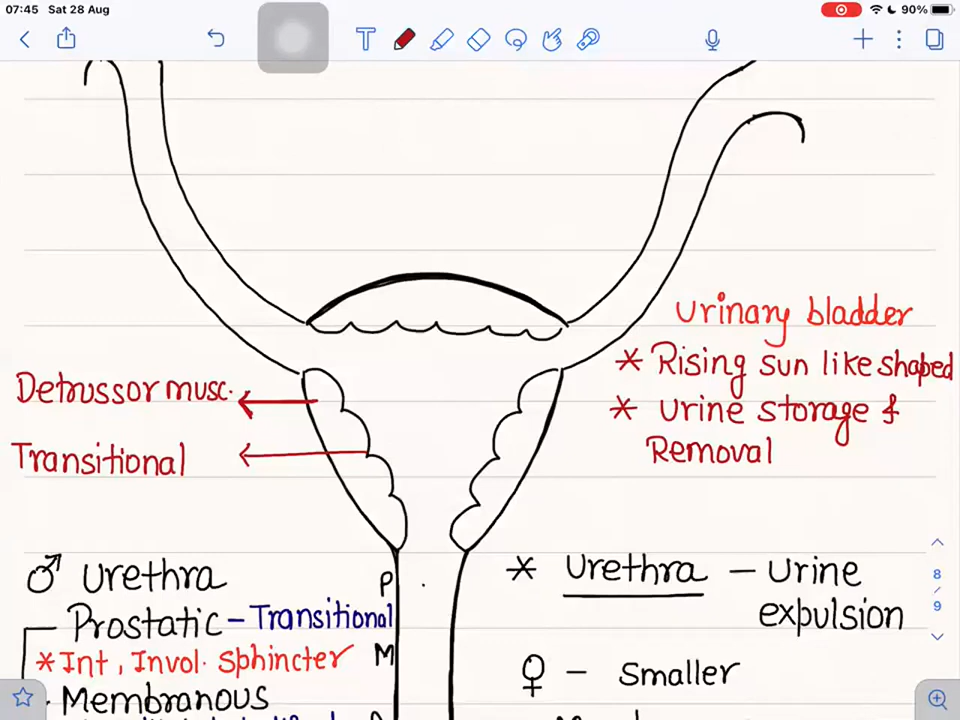 07:45 Sat 28 Aug
90%
T
Urinary bladder
* Rising sun like shaped
* Urine storage &
Removal
Detrussor musc.
Transitional
♂ Urethra
Prostatic - Transitional
* Int, Invol. Sphincter
Membranous
P
M
* Urethra - Urine
expulsion
♀ - Smaller
8
/
9